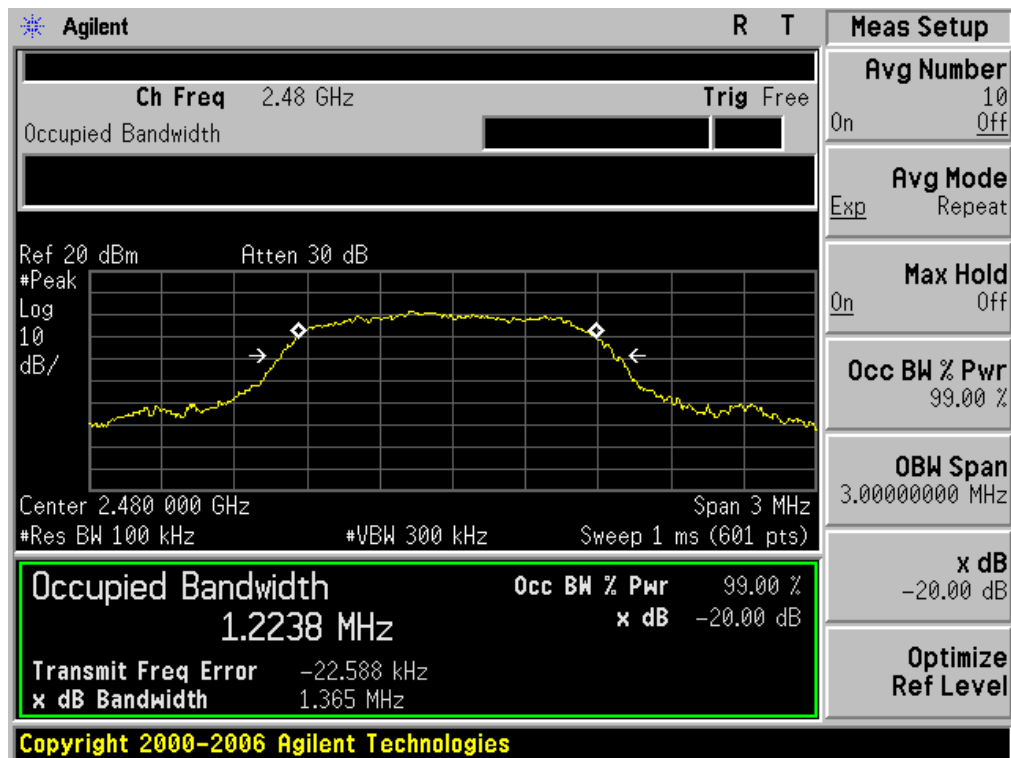 Agilent R T
Ch Freq 2.48 GHz Trig Free
Occupied Bandwidth
Ref 20 dBm Atten 30 dB
#Peak
Log
10
dB/
Center 2.480 000 GHz Span 3 MHz
#Res BW 100 kHz #VBW 300 kHz Sweep 1 ms (601 pts)
Occupied Bandwidth Occ BW % Pwr 99.00 %
1.2238 MHz x dB -20.00 dB
Transmit Freq Error -22.588 kHz
x dB Bandwidth 1.365 MHz
Copyright 2000-2006 Agilent Technologies
Meas Setup
Avg Number
10
On Off
Avg Mode
Exp Repeat
Max Hold
On Off
Occ BW % Pwr
99.00 %
OBW Span
3.00000000 MHz
x dB
-20.00 dB
Optimize
Ref Level